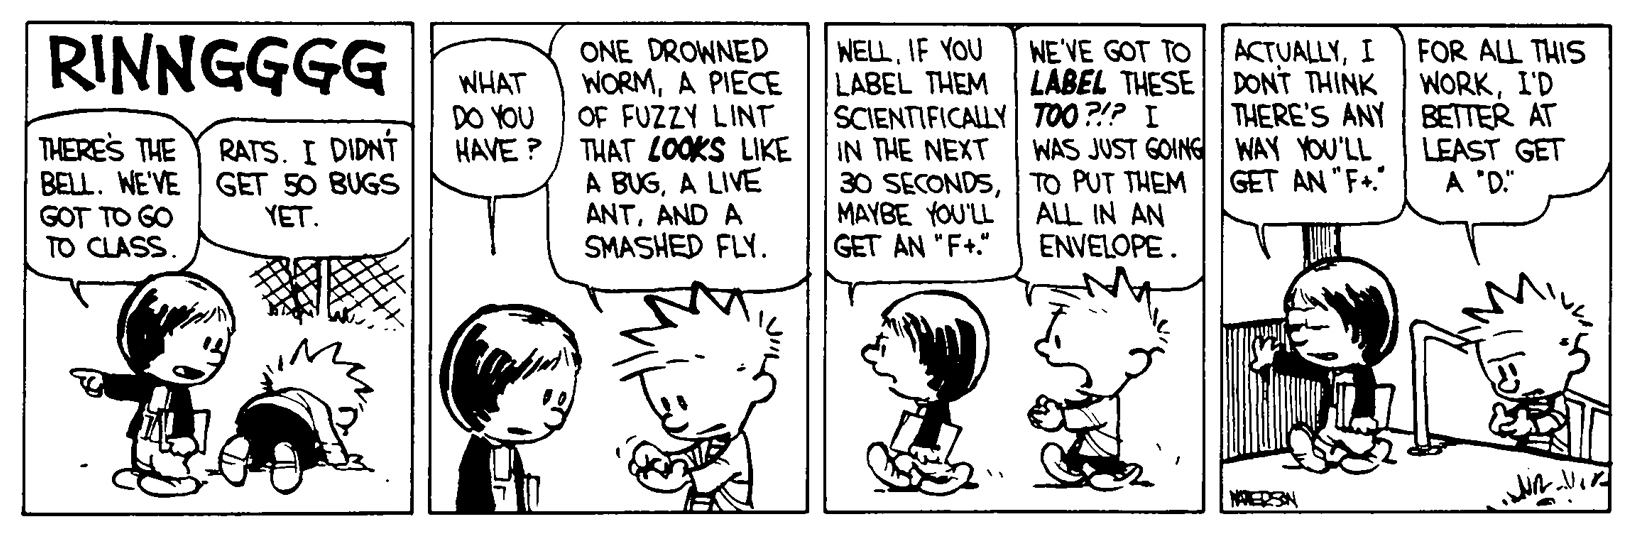 RINNGGGG
THERE'S THE
BELL. WE'VE
GOT TO GO
TO CLASS.
RATS. I DIDN'T
GET 50 BUGS
YET.
WHAT
DO YOU
HAVE?
ONE DROWNED
WORM, A PIECE
OF FUZZY LINT
THAT LOOKS LIKE
A BUG, A LIVE
ANT, AND A
SMASHED FLY.
WELL, IF YOU
LABEL THEM
SCIENTIFICALLY
IN THE NEXT
30 SECONDS,
MAYBE YOU'LL
GET AN "F+."
WE'VE GOT TO
LABEL THESE
TOO?!? I
WAS JUST GOING
TO PUT THEM
ALL IN AN
ENVELOPE.
ACTUALLY, I
DON'T THINK
THERE'S ANY
WAY YOU'LL
GET AN "F+."
FOR ALL THIS
WORK, I'D
BETTER AT
LEAST GET
A "D."
WATTERSON